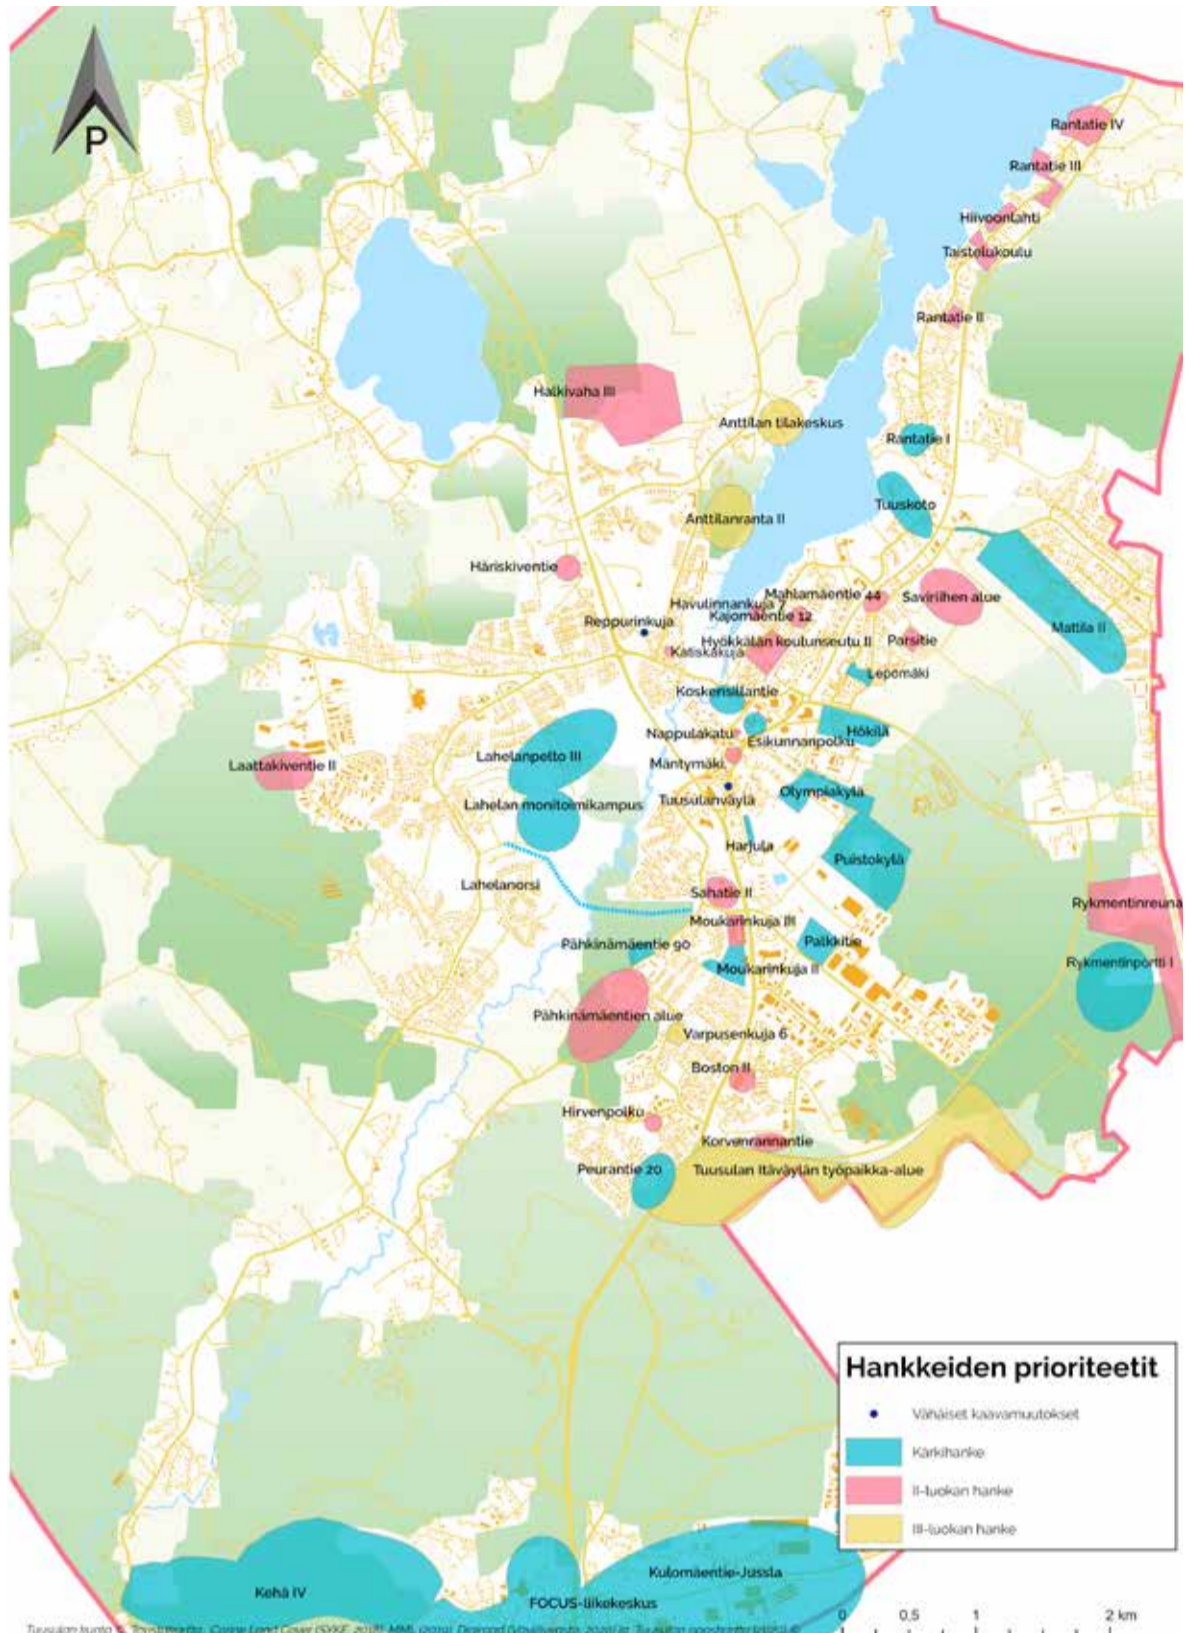 P
Rantatie IV
Rantatie III
Hiivoonlahti
Taistelukoulu
Rantatie II
Halkivaha III
Anttilan tilakeskus
Rantatie I
Tuuskoto
Anttilanranta II
Häriskiventie
Mahlamäentie 44
Saviriihen alue
Havulinnankuja 7
Kajomäentie 12
Reppurinkuja
Mattila II
Hyökkälän koulunseutu II
Parsitie
Katiskakuja
Lepomäki
Koskensillantie
Nappulakatu
Esikunnanpolku
Hökilä
Lahelanpelto III
Mäntymäki
Laattakiventie II
Olympiakylä
Tuusulanväylä
Lahelan monitoimikampus
Harjula
Puistokylä
Lahelanorsi
Sahatie II
Rykmentinreuna
Moukarinkuja III
Pähkinämäentie 90
Palkkitie
Rykmentinportti I
Moukarinkuja II
Pähkinämäentien alue
Varpusenkuja 6
Boston II
Hirvenpolku
Korvenrannantie
Peurantie 20
Tuusulan Itäväylän työpaikka-alue
Hankkeiden prioriteetit
Vähäiset kaavamuutokset
Kärkihanke
II-luokan hanke
III-luokan hanke
Kulomäentie-Jussla
Kehä IV
FOCUS-liikekeskus
0 0,5 1 2 km